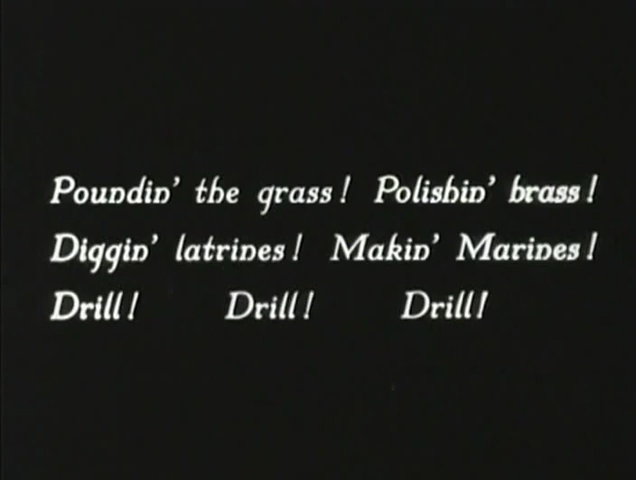 Poundin' the grass! Polishin' brass!
Diggin' latrines! Makin' Marines!
Drill! Drill! Drill!